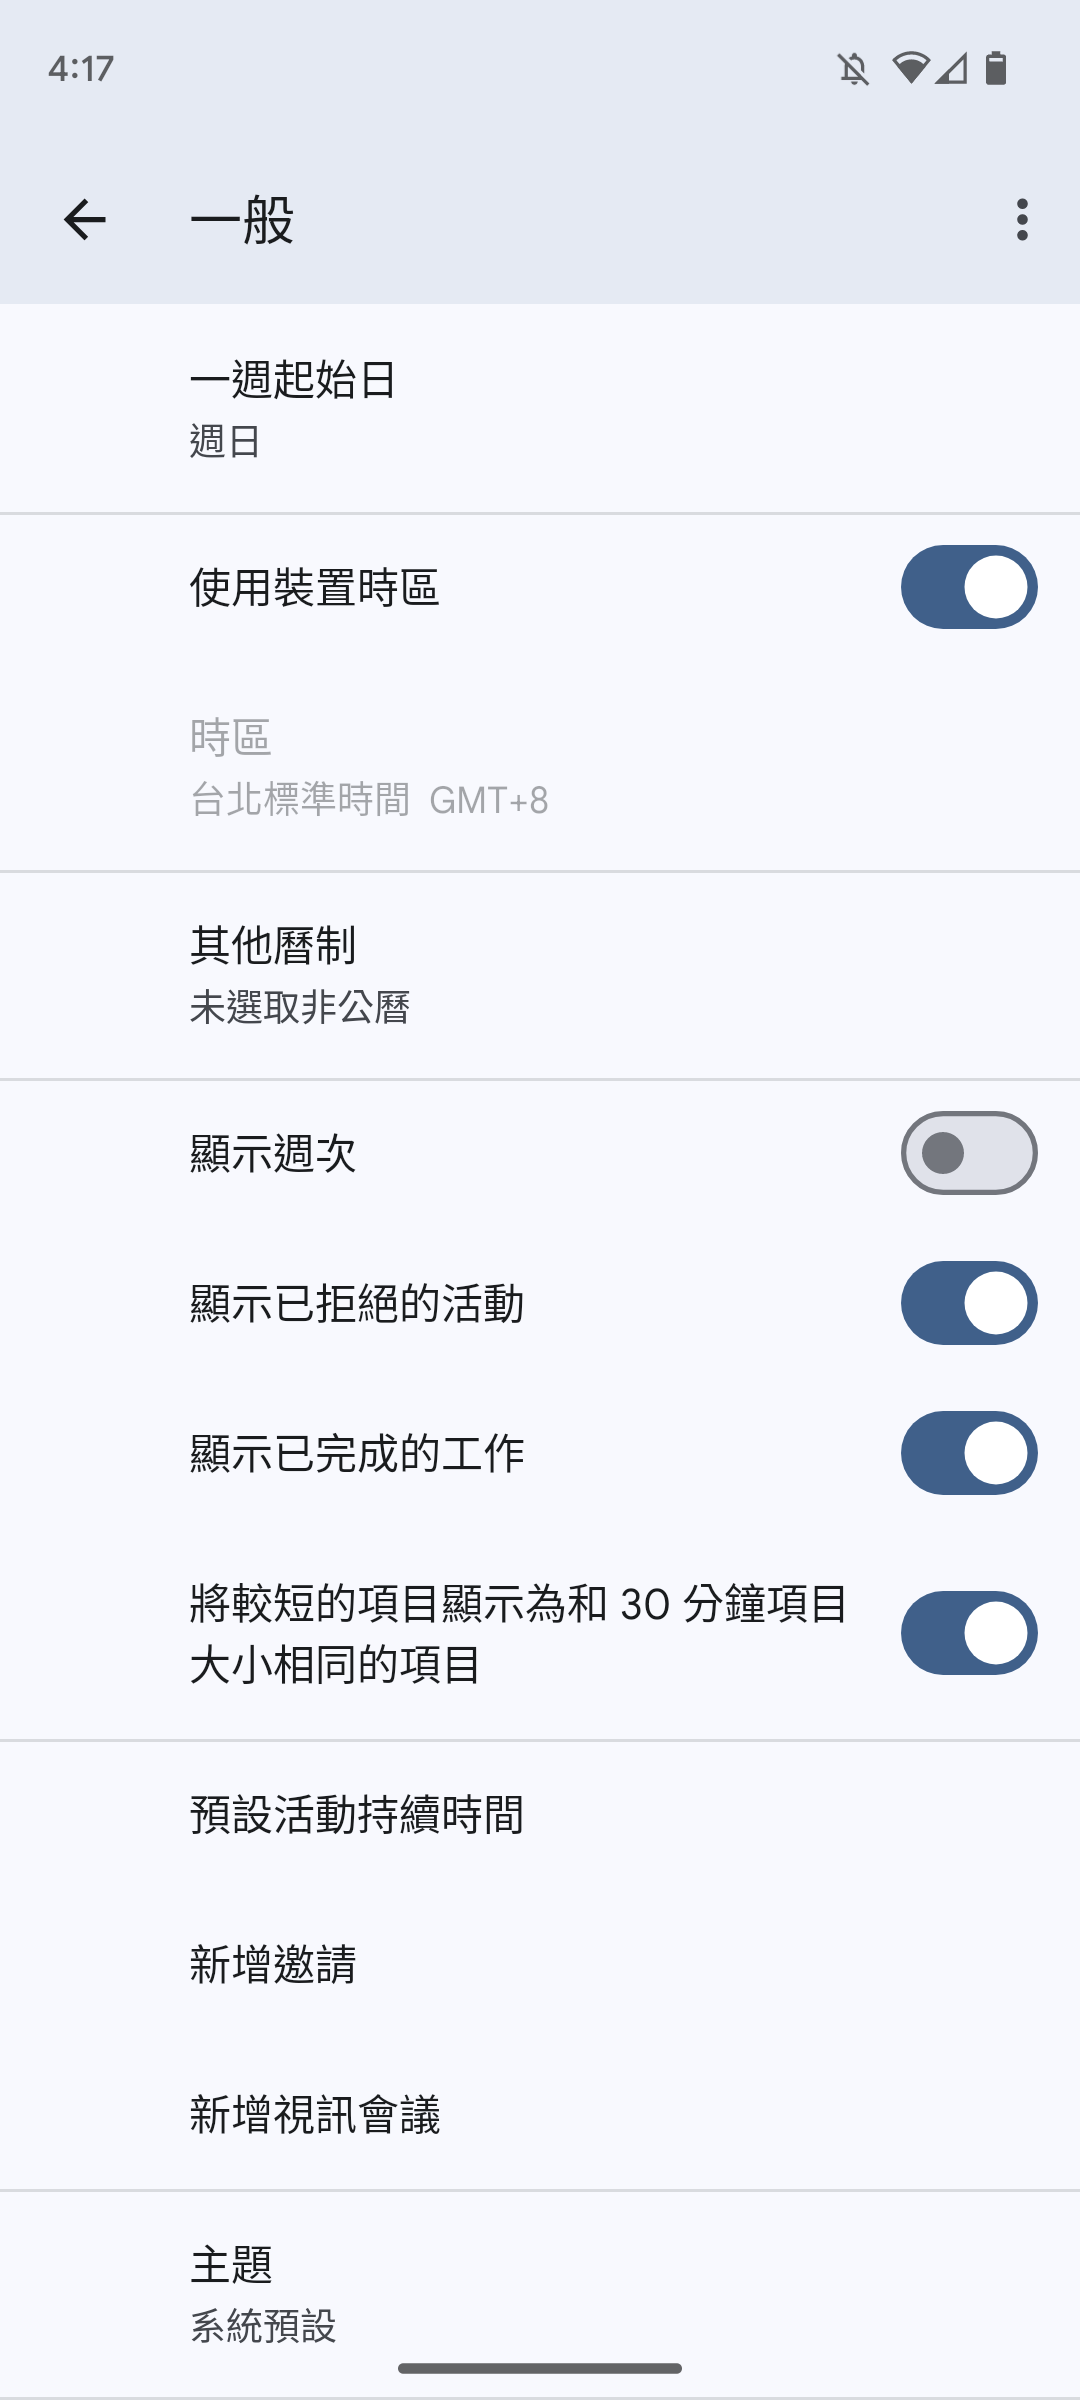 4:17
一般
一週起始日
週日
使用裝置時區
時區
台北標準時間 GMT+8
其他曆制
未選取非公曆
顯示週次
顯示已拒絕的活動
顯示已完成的工作
將較短的項目顯示為和 30 分鐘項目
大小相同的項目
預設活動持續時間
新增邀請
新增視訊會議
主題
系統預設